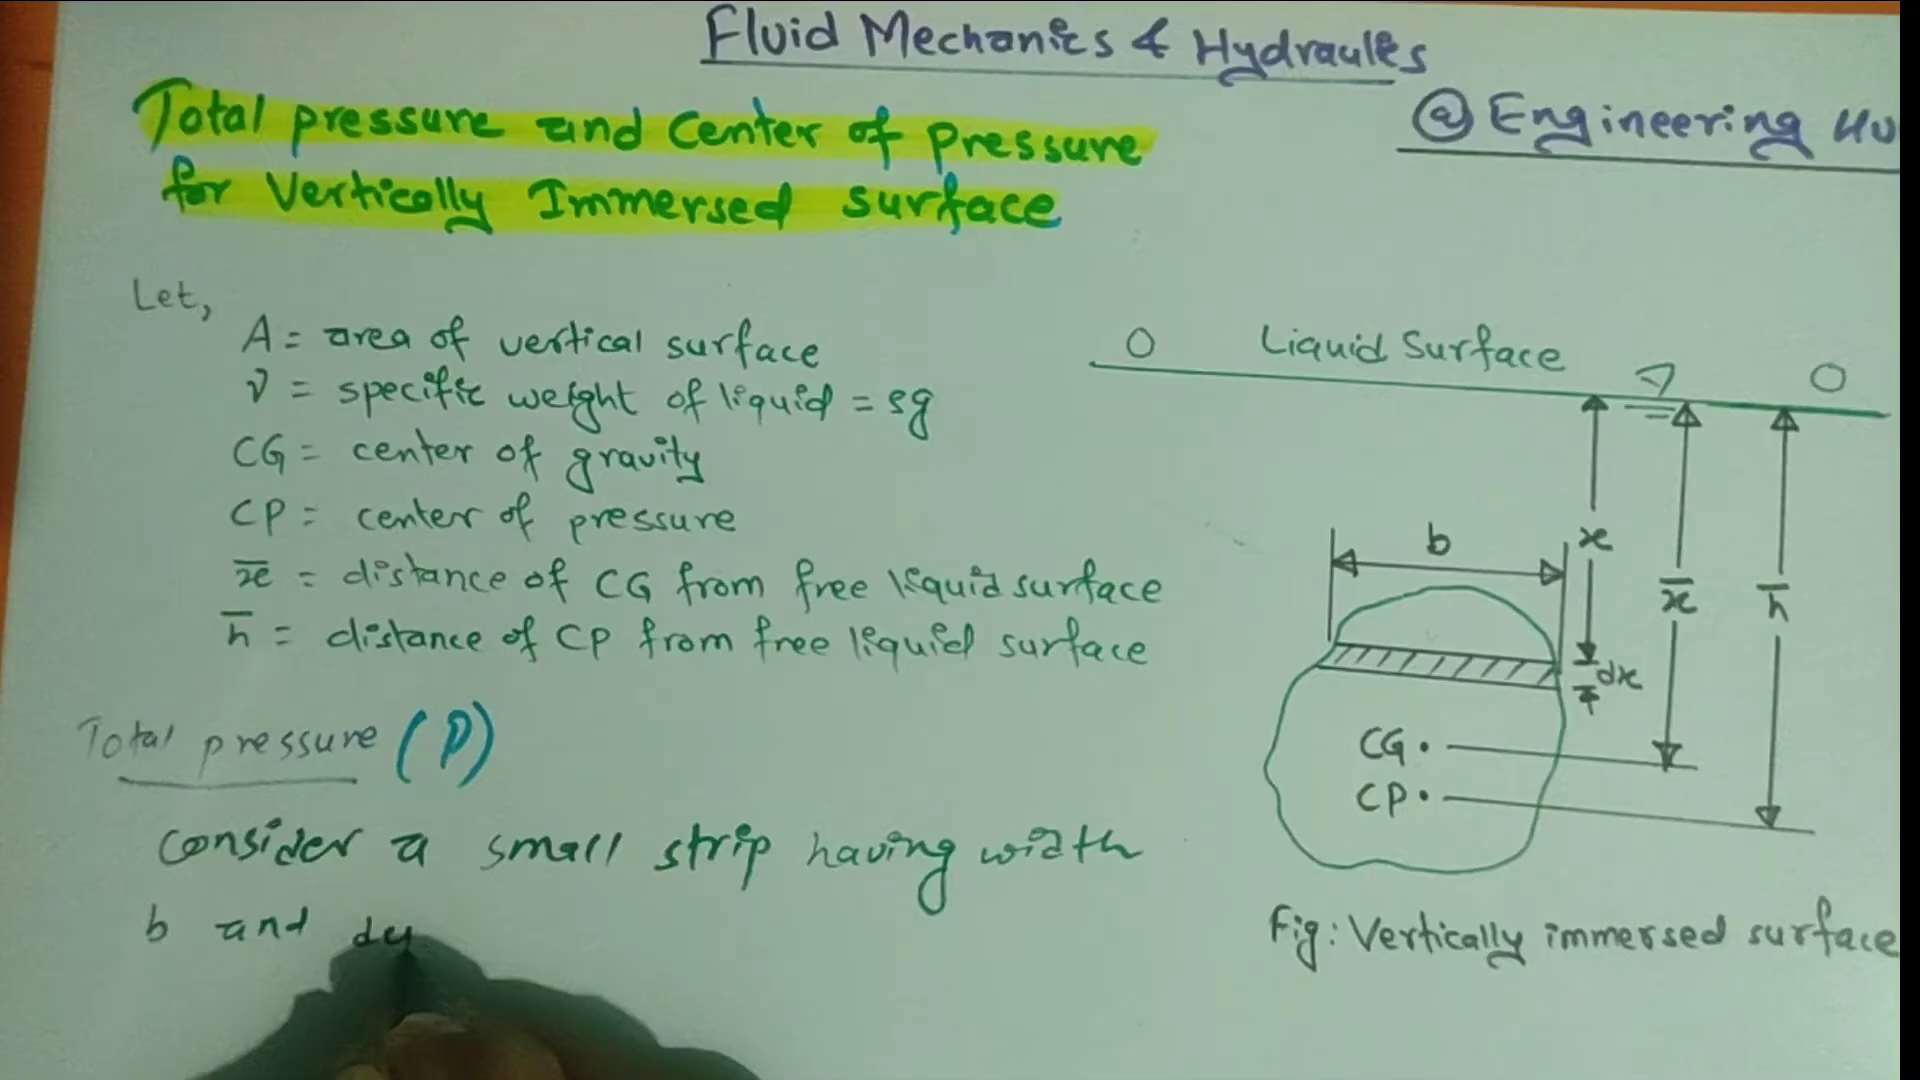 Fluid Mechanics & Hydraulics
@ Engineering Hu
Total pressure and Center of pressure
for Vertically Immersed surface
Let,
A = area of vertical surface
γ = specific weight of liquid = ρg
CG = center of gravity
CP = center of pressure
x̅ = distance of CG from free liquid surface
h̅ = distance of CP from free liquid surface
Total pressure (P)
consider a small strip having width
b and
O Liquid Surface O
b
x
x̅
h̅
dx
CG
CP
Fig: Vertically immersed surface